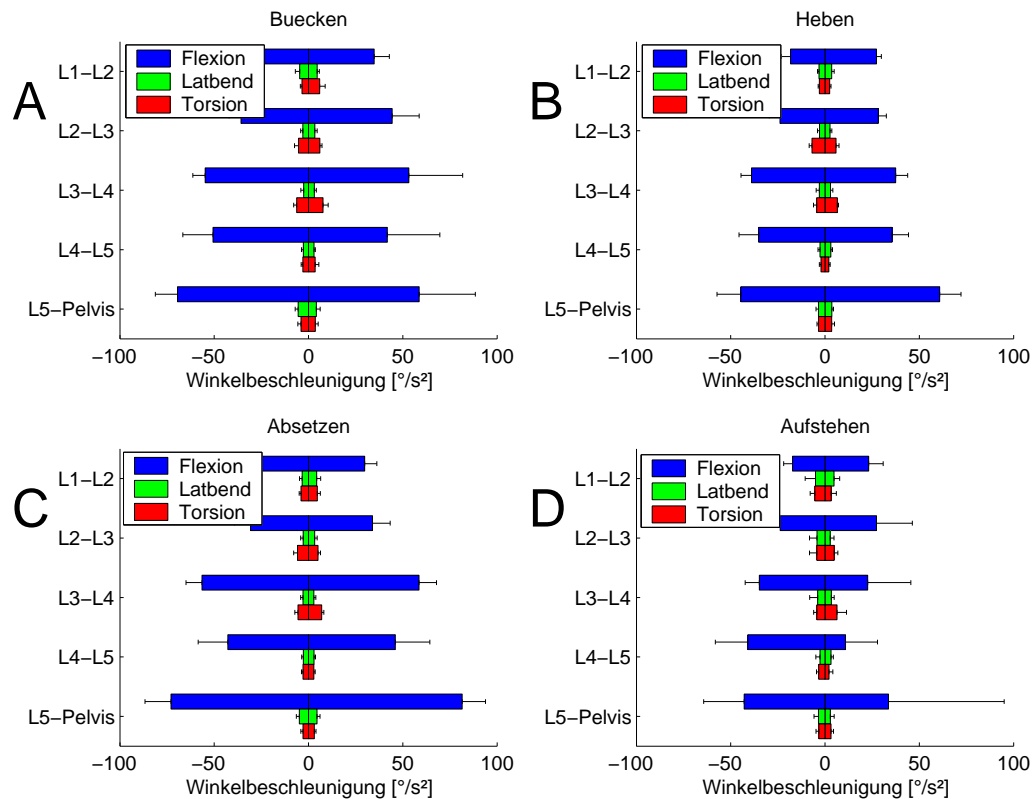 Buecken
A
Flexion
Latbend
Torsion
L1−L2
L2−L3
L3−L4
L4−L5
L5−Pelvis
−100 −50 0 50 100
Winkelbeschleunigung [°/s²]
Heben
B
Flexion
Latbend
Torsion
L1−L2
L2−L3
L3−L4
L4−L5
L5−Pelvis
−100 −50 0 50 100
Winkelbeschleunigung [°/s²]
Absetzen
C
Flexion
Latbend
Torsion
L1−L2
L2−L3
L3−L4
L4−L5
L5−Pelvis
−100 −50 0 50 100
Winkelbeschleunigung [°/s²]
Aufstehen
D
Flexion
Latbend
Torsion
L1−L2
L2−L3
L3−L4
L4−L5
L5−Pelvis
−100 −50 0 50 100
Winkelbeschleunigung [°/s²]